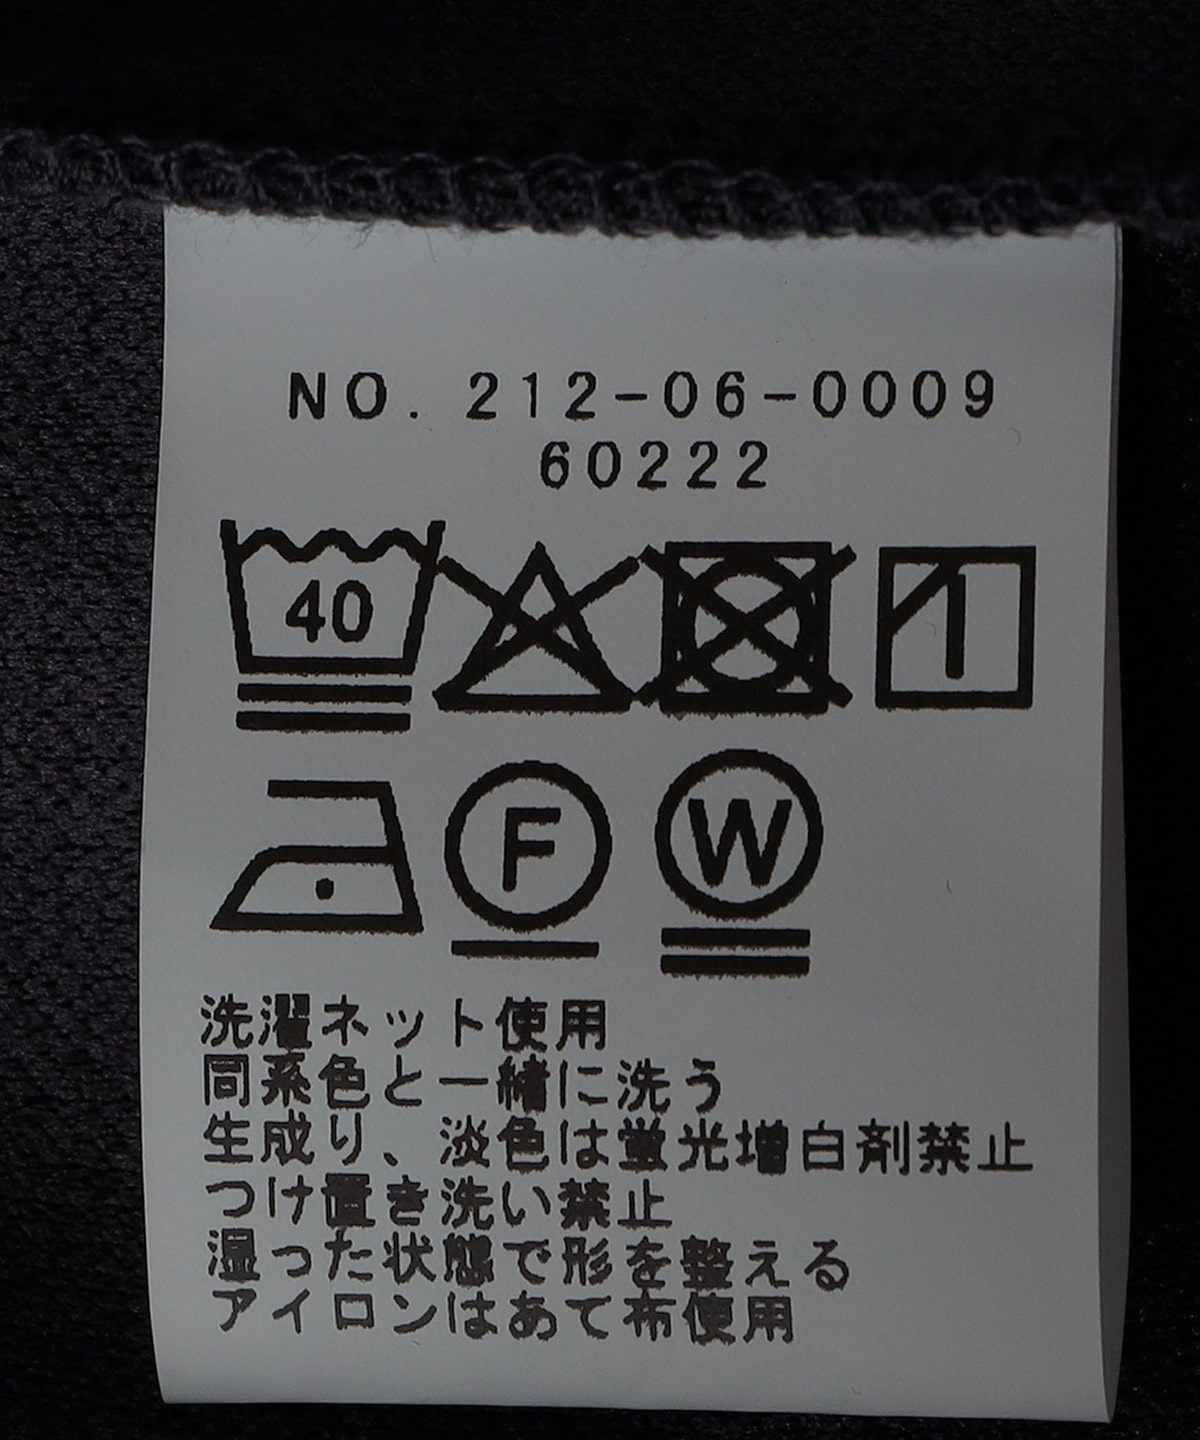 NO. 212-06-0009
60222
40
F W
洗濯ネット使用
同系色と一緒に洗う
生成り、淡色は蛍光増白剤禁止
つけ置き洗い禁止
湿った状態で形を整える
アイロンはあて布使用